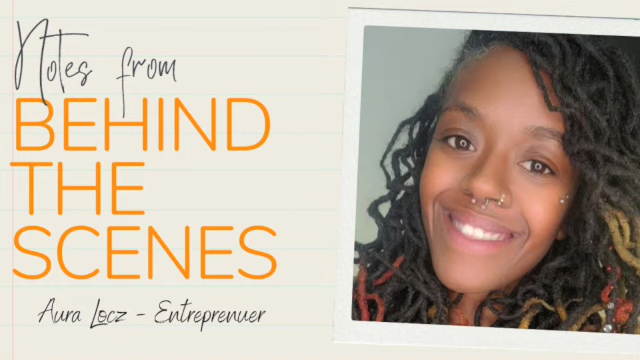 Notes from
BEHIND
THE
SCENES
Aura Locz - Entreprenuer